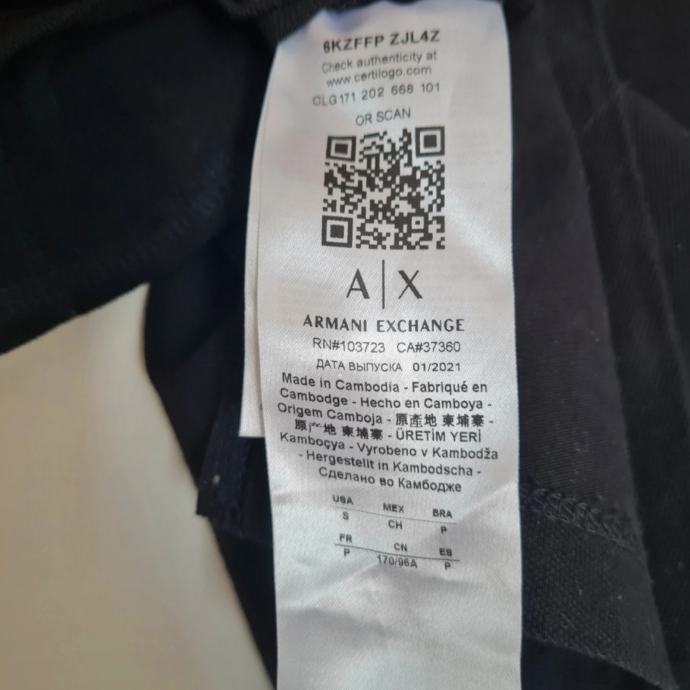 6KZFFP ZJL4Z
Check authenticity at
www.certilogo.com
CLG171 202 668 101
OR SCAN
A|X
ARMANI EXCHANGE
RN#103723 CA#37360
ДАТА ВЫПУСКА 01/2021
Made in Cambodia - Fabriqué en
Cambodge - Hecho en Camboya -
Origem Camboja - 原產地 柬埔寨 -
原产地 柬埔寨 - ÜRETİM YERİ
Kamboçya - Vyrobeno v Kambodža
- Hergestellt in Kambodscha -
Сделано во Камбодже
USA MEX BRA
S CH P
FR CN ES
P 170/96A P